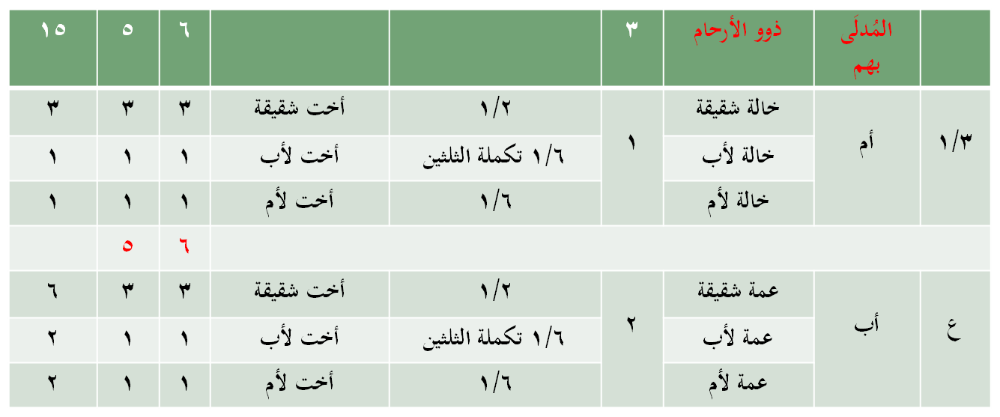 المُدلَى بهم ذوو الأرحام ٣ ٦ ٥ ١٥
١/٣ أم خالة شقيقة ١ ١/٢ أخت شقيقة ٣ ٣ ٣
خالة لأب ١/٦ تكملة الثلثين أخت لأب ١ ١ ١
خالة لأم ١/٦ أخت لأم ١ ١ ١
٦ ٥
ع أب عمة شقيقة ٢ ١/٢ أخت شقيقة ٣ ٣ ٦
عمة لأب ١/٦ تكملة الثلثين أخت لأب ١ ١ ٢
عمة لأم ١/٦ أخت لأم ١ ١ ٢